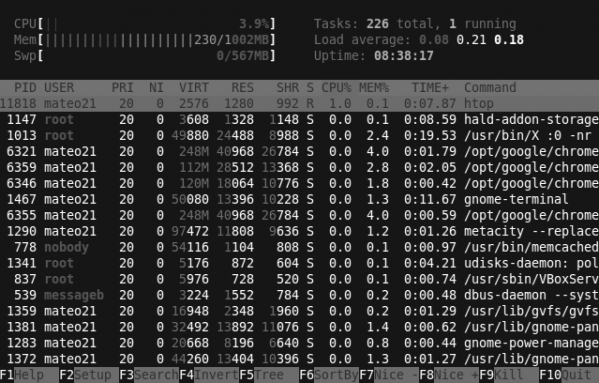 CPU[|| 3.9%] Tasks: 226 total, 1 running
Mem[||||||||||||||||||||230/1002MB] Load average: 0.08 0.21 0.18
Swp[ 0/567MB] Uptime: 08:38:17
PID USER PRI NI VIRT RES SHR S CPU% MEM% TIME+ Command
11818 mateo21 20 0 2576 1280 992 R 1.0 0.1 0:07.87 htop
1147 root 20 0 3608 1328 1148 S 0.0 0.1 0:08.59 hald-addon-storage
1013 root 20 0 49880 24488 8988 S 0.0 2.4 0:19.53 /usr/bin/X :0 -nr
6321 mateo21 20 0 248M 40968 26784 S 0.0 4.0 0:01.79 /opt/google/chrome
6359 mateo21 20 0 112M 28512 13368 S 0.0 2.8 0:02.05 /opt/google/chrome
6346 mateo21 20 0 120M 18064 10776 S 0.0 1.8 0:00.42 /opt/google/chrome
1467 mateo21 20 0 50080 13396 10228 S 0.0 1.3 0:11.67 gnome-terminal
6355 mateo21 20 0 248M 40968 26784 S 0.0 4.0 0:00.59 /opt/google/chrome
1290 mateo21 20 0 97472 11808 9636 S 0.0 1.2 0:01.26 metacity --replace
778 nobody 20 0 54116 1104 808 S 0.0 0.1 0:00.97 /usr/bin/memcached
1341 root 20 0 5176 872 604 S 0.0 0.1 0:04.21 udisks-daemon: pol
837 root 20 0 5976 728 520 S 0.0 0.1 0:00.74 /usr/sbin/VBoxServ
539 messageb 20 0 3224 1552 784 S 0.0 0.2 0:00.48 dbus-daemon --syst
1359 mateo21 20 0 16948 2348 1960 S 0.0 0.2 0:01.29 /usr/lib/gvfs/gvfs
1381 mateo21 20 0 32492 13892 11076 S 0.0 1.4 0:00.62 /usr/lib/gnome-pan
1283 mateo21 20 0 20668 8196 6640 S 0.0 0.8 0:00.44 gnome-power-manage
1372 mateo21 20 0 44260 13404 10396 S 0.0 1.3 0:01.27 /usr/lib/gnome-pan
F1Help F2Setup F3SearchF4InvertF5Tree F6SortByF7Nice -F8Nice +F9Kill F10Quit